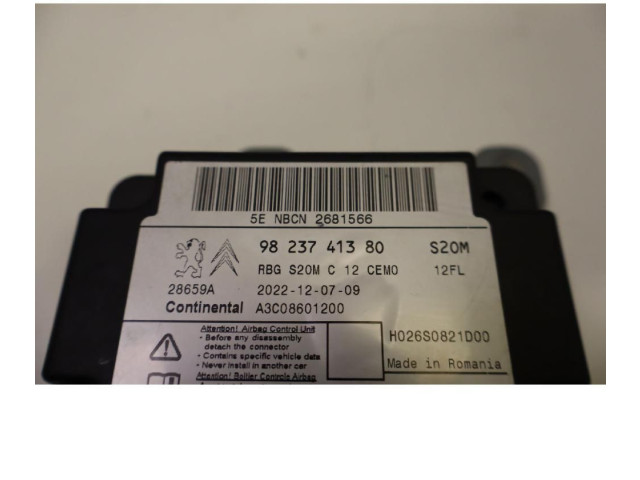 5E NBCN 2681566
98 237 413 80 S20M
RBG S20M C 12 CEMO 12FL
28659A 2022-12-07-09
Continental A3C08601200
Attention! Airbag Control Unit
- Before any disassembly
detach the connector
- Contains specific vehicle data
- Never install in another car
H026S0821D00
Made in Romania
Attention! Boitier Controle Airbag